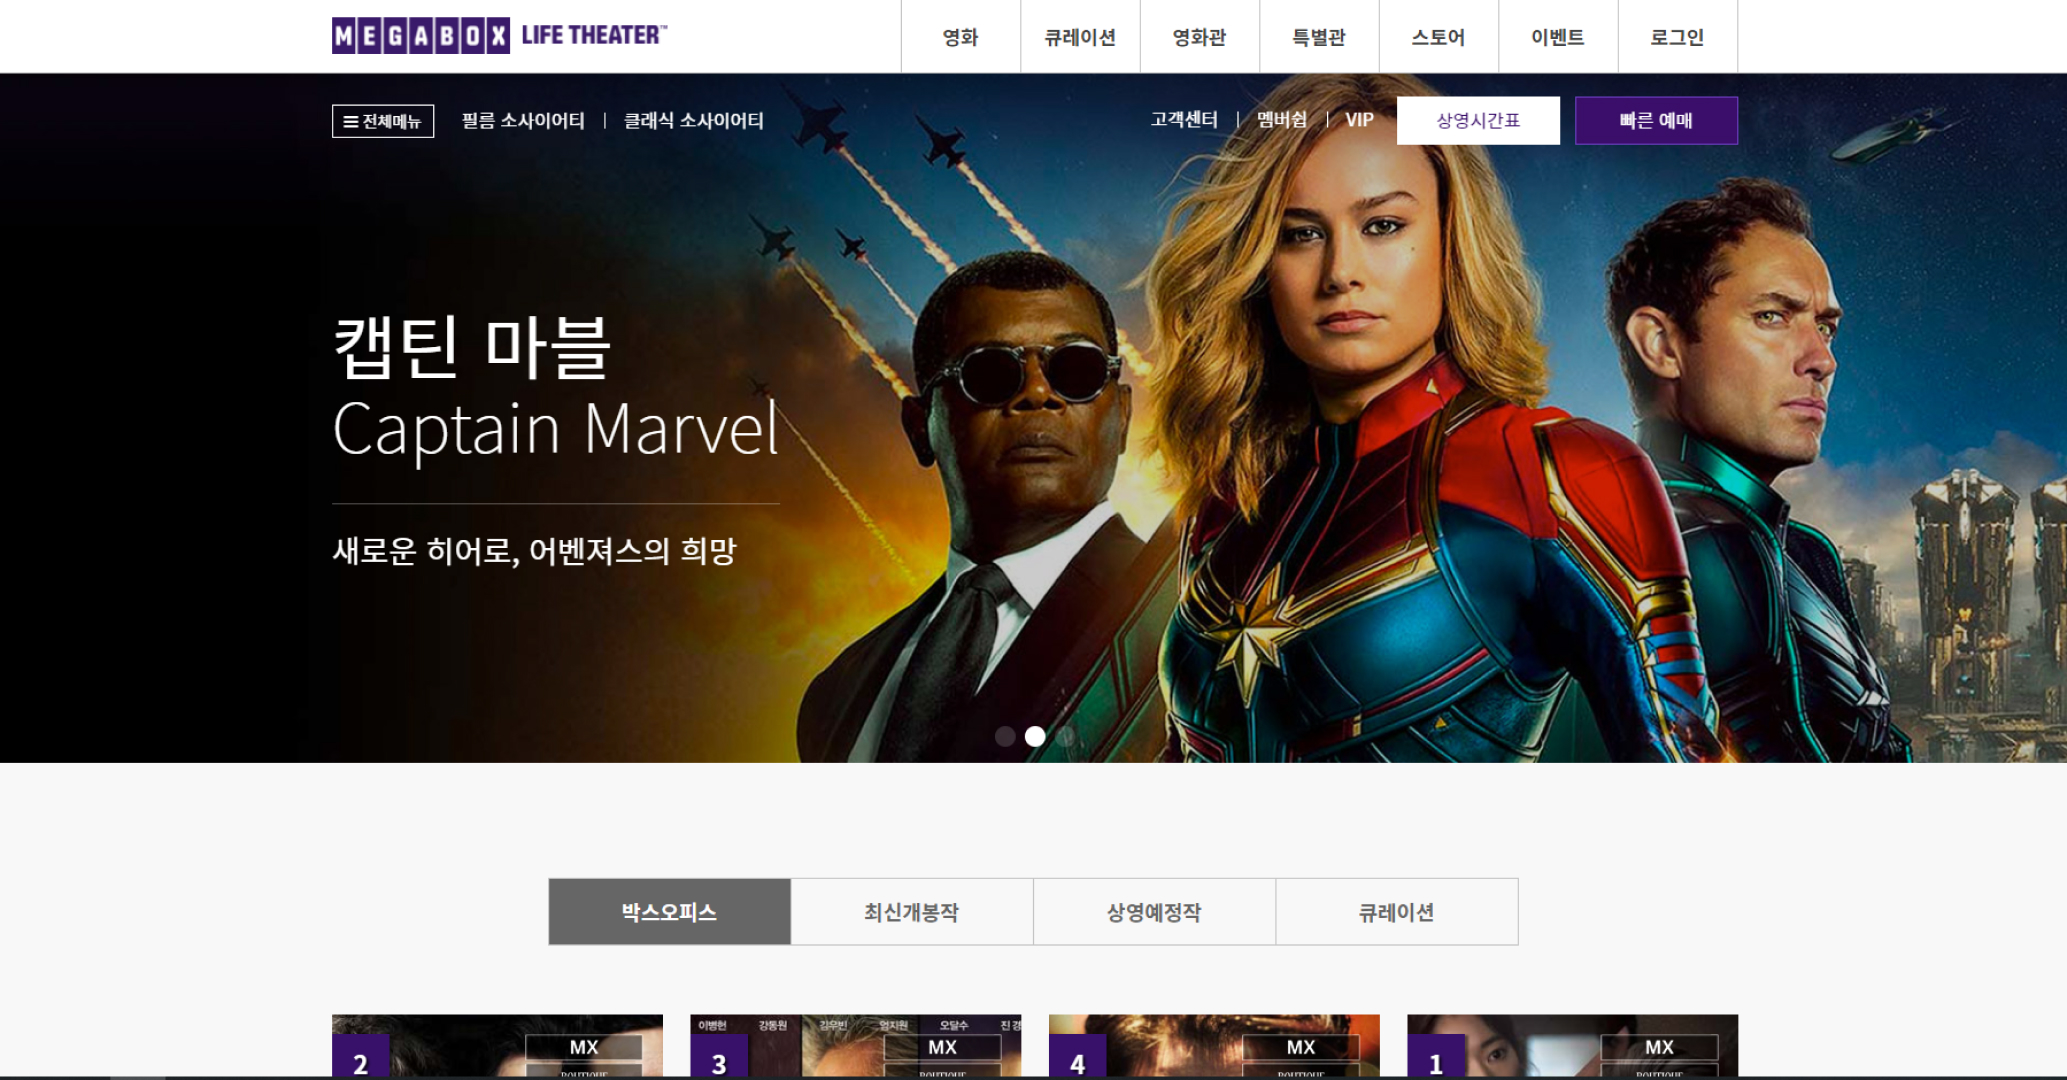 MEGABOX LIFE THEATER™
영화 큐레이션 영화관 특별관 스토어 이벤트 로그인
전체메뉴 필름 소사이어티 클래식 소사이어티
고객센터 멤버쉽 VIP 상영시간표 빠른 예매
캡틴 마블
Captain Marvel
새로운 히어로, 어벤져스의 희망
박스오피스 최신개봉작 상영예정작 큐레이션
이병헌 강동원 김우빈 엄지원 오달수 진경
2 MX 3 MX 4 MX 1 MX
BOUTIQUE BOUTIQUE BOUTIQUE BOUTIQUE